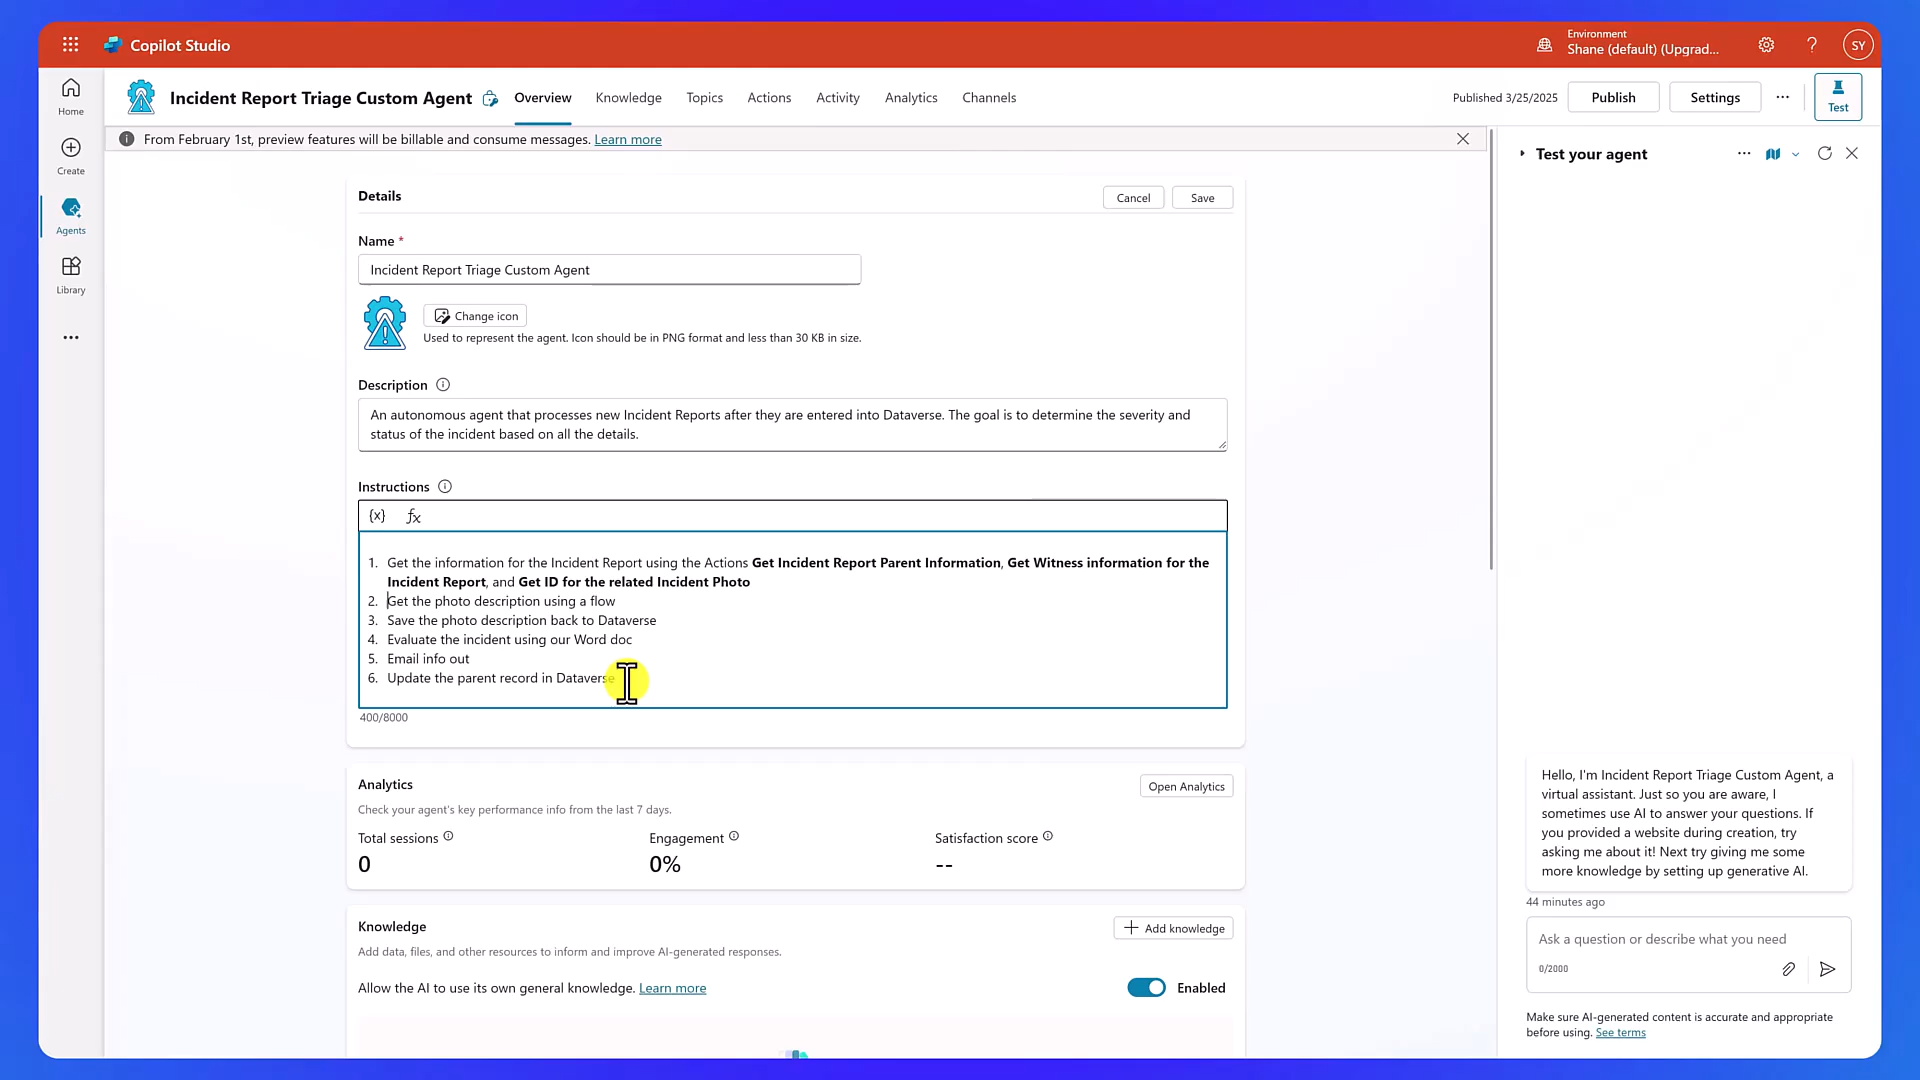 Copilot Studio
Environment
Shane (default) (Upgrad...
SY
Home
Create
Agents
Library
Incident Report Triage Custom Agent
Overview
Knowledge
Topics
Actions
Activity
Analytics
Channels
Published 3/25/2025
Publish
Settings
Test
From February 1st, preview features will be billable and consume messages. Learn more
Details
Cancel
Save
Name *
Incident Report Triage Custom Agent
Change icon
Used to represent the agent. Icon should be in PNG format and less than 30 KB in size.
Description
An autonomous agent that processes new Incident Reports after they are entered into Dataverse. The goal is to determine the severity and
status of the incident based on all the details.
Instructions
{x} fx
1. Get the information for the Incident Report using the Actions Get Incident Report Parent Information, Get Witness information for the
Incident Report, and Get ID for the related Incident Photo
2. Get the photo description using a flow
3. Save the photo description back to Dataverse
4. Evaluate the incident using our Word doc
5. Email info out
6. Update the parent record in Dataverse
400/8000
Analytics
Open Analytics
Check your agent's key performance info from the last 7 days.
Total sessions
Engagement
Satisfaction score
0
0%
--
Knowledge
Add knowledge
Add data, files, and other resources to inform and improve AI-generated responses.
Allow the AI to use its own general knowledge. Learn more
Enabled
Test your agent
Hello, I'm Incident Report Triage Custom Agent, a
virtual assistant. Just so you are aware, I
sometimes use AI to answer your questions. If
you provided a website during creation, try
asking me about it! Next try giving me some
more knowledge by setting up generative AI.
44 minutes ago
Ask a question or describe what you need
0/2000
Make sure AI-generated content is accurate and appropriate
before using. See terms